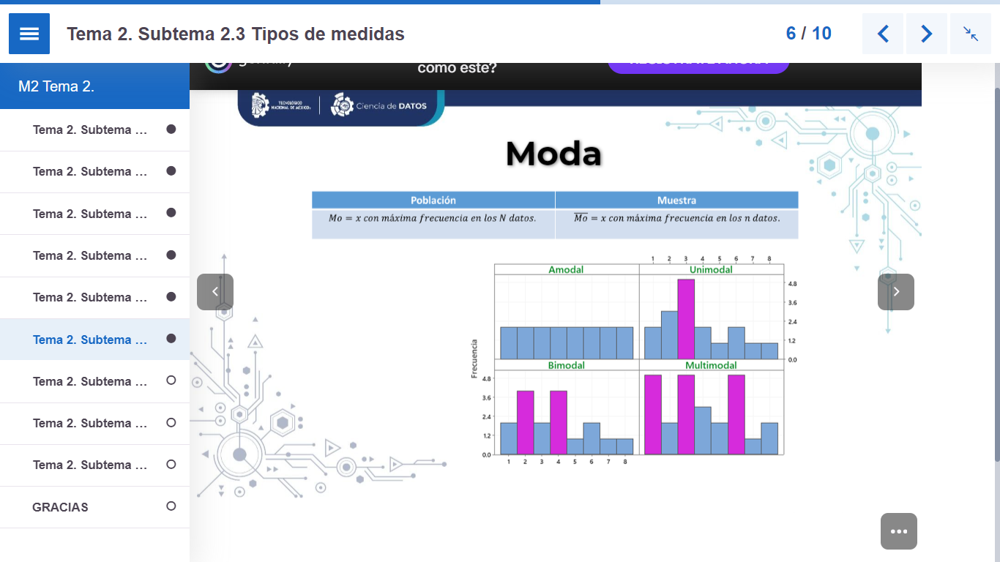 Tema 2. Subtema 2.3 Tipos de medidas
6 / 10
M2 Tema 2.
Tema 2. Subtema ...
Tema 2. Subtema ...
Tema 2. Subtema ...
Tema 2. Subtema ...
Tema 2. Subtema ...
Tema 2. Subtema ...
Tema 2. Subtema ...
Tema 2. Subtema ...
Tema 2. Subtema ...
GRACIAS
como este?
TECNOLÓGICO
NACIONAL DE MÉXICO
Ciencia de DATOS
Moda
Población
Muestra
Mo = x con máxima frecuencia en los N datos.
M̅o̅ = x con máxima frecuencia en los n datos.
1 2 3 4 5 6 7 8
Amodal
Unimodal
4.8
3.6
2.4
1.2
0.0
Frecuencia
Bimodal
Multimodal
4.8
3.6
2.4
1.2
0.0
1 2 3 4 5 6 7 8